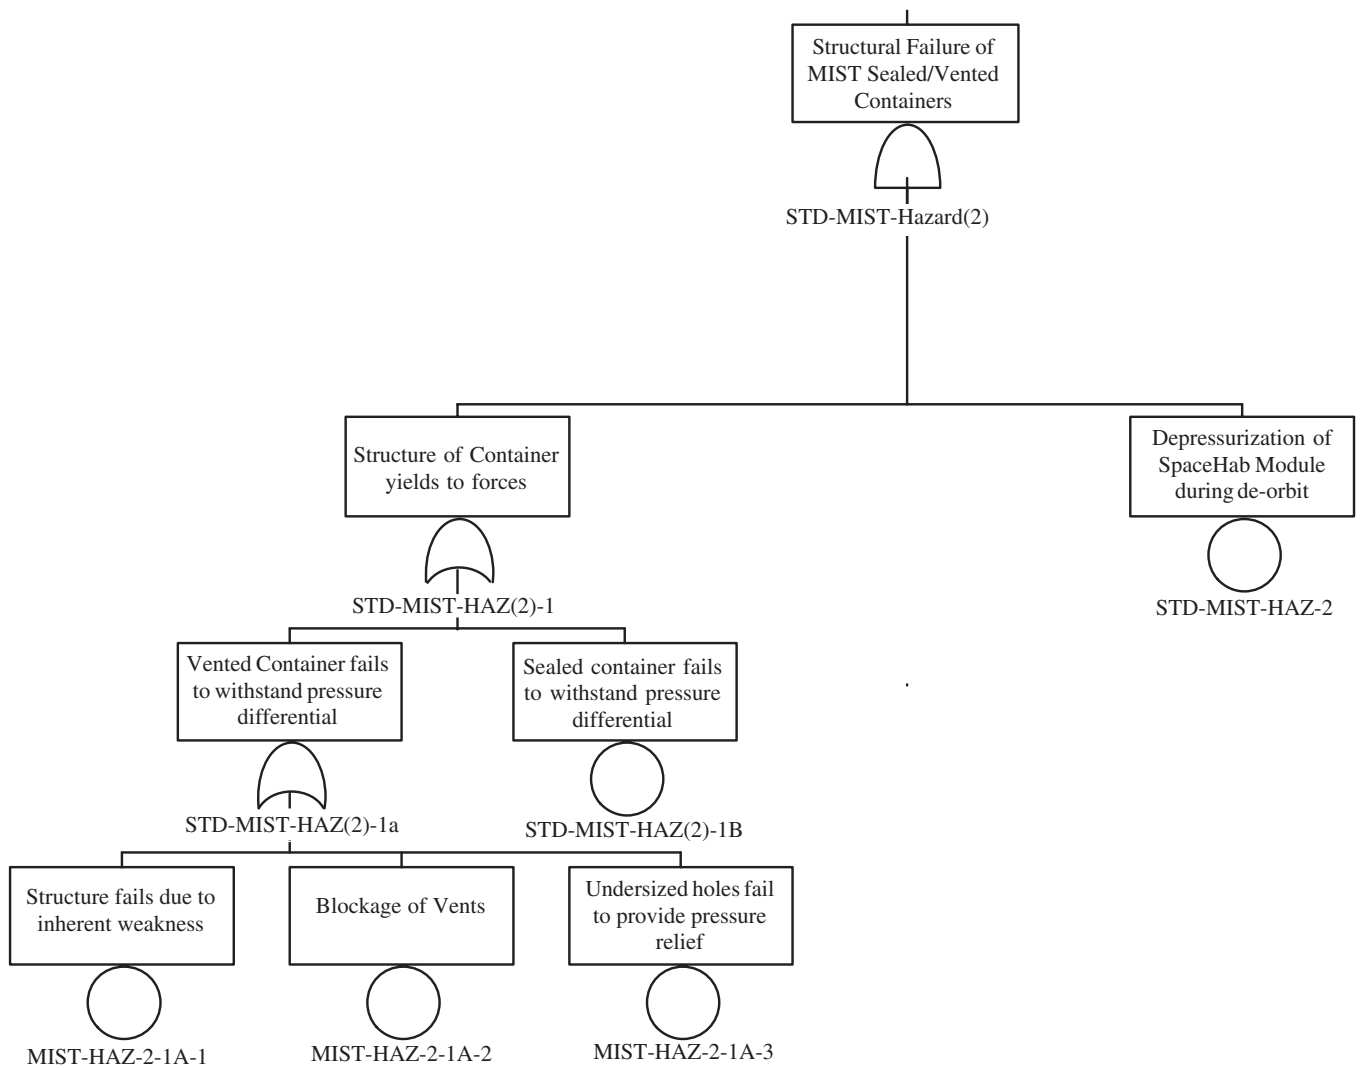 Structural Failure of
MIST Sealed/Vented
Containers
STD-MIST-Hazard(2)
Structure of Container
yields to forces
STD-MIST-HAZ(2)-1
Depressurization of
SpaceHab Module
during de-orbit
STD-MIST-HAZ-2
Vented Container fails
to withstand pressure
differential
STD-MIST-HAZ(2)-1a
Sealed container fails
to withstand pressure
differential
STD-MIST-HAZ(2)-1B
Structure fails due to
inherent weakness
MIST-HAZ-2-1A-1
Blockage of Vents
MIST-HAZ-2-1A-2
Undersized holes fail
to provide pressure
relief
MIST-HAZ-2-1A-3